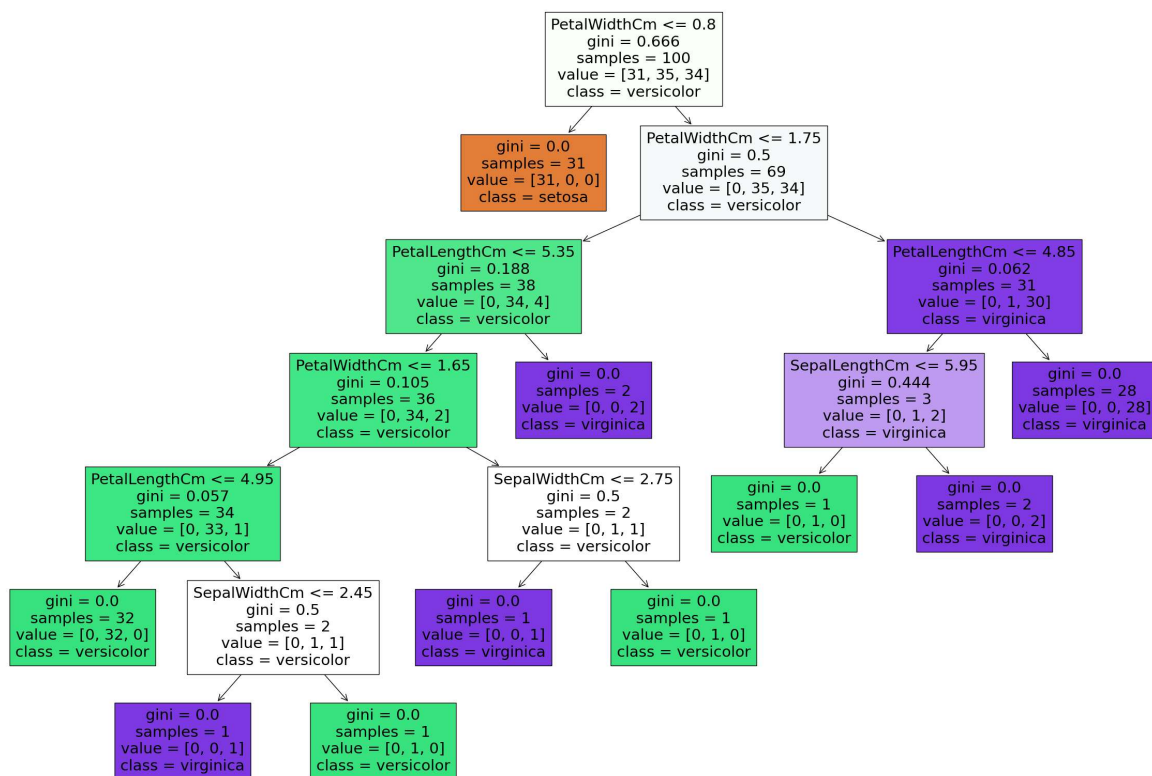 PetalWidthCm <= 0.8
gini = 0.666
samples = 100
value = [31, 35, 34]
class = versicolor
gini = 0.0
samples = 31
value = [31, 0, 0]
class = setosa
PetalWidthCm <= 1.75
gini = 0.5
samples = 69
value = [0, 35, 34]
class = versicolor
PetalLengthCm <= 5.35
gini = 0.188
samples = 38
value = [0, 34, 4]
class = versicolor
PetalLengthCm <= 4.85
gini = 0.062
samples = 31
value = [0, 1, 30]
class = virginica
PetalWidthCm <= 1.65
gini = 0.105
samples = 36
value = [0, 34, 2]
class = versicolor
gini = 0.0
samples = 2
value = [0, 0, 2]
class = virginica
SepalLengthCm <= 5.95
gini = 0.444
samples = 3
value = [0, 1, 2]
class = virginica
gini = 0.0
samples = 28
value = [0, 0, 28]
class = virginica
PetalLengthCm <= 4.95
gini = 0.057
samples = 34
value = [0, 33, 1]
class = versicolor
SepalWidthCm <= 2.75
gini = 0.5
samples = 2
value = [0, 1, 1]
class = versicolor
gini = 0.0
samples = 1
value = [0, 1, 0]
class = versicolor
gini = 0.0
samples = 2
value = [0, 0, 2]
class = virginica
gini = 0.0
samples = 32
value = [0, 32, 0]
class = versicolor
SepalWidthCm <= 2.45
gini = 0.5
samples = 2
value = [0, 1, 1]
class = versicolor
gini = 0.0
samples = 1
value = [0, 0, 1]
class = virginica
gini = 0.0
samples = 1
value = [0, 1, 0]
class = versicolor
gini = 0.0
samples = 1
value = [0, 0, 1]
class = virginica
gini = 0.0
samples = 1
value = [0, 1, 0]
class = versicolor